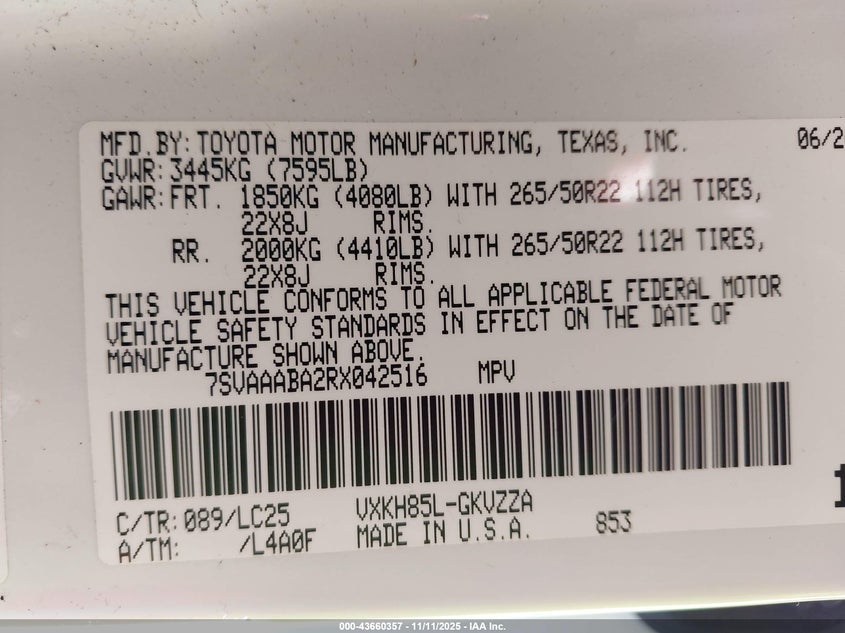 MFD.BY: TOYOTA MOTOR MANUFACTURING, TEXAS, INC. 06/2
GVWR: 3445KG (7595LB)
GAWR: FRT. 1850KG (4080LB) WITH 265/50R22 112H TIRES,
22X8J RIMS.
RR. 2000KG (4410LB) WITH 265/50R22 112H TIRES,
22X8J RIMS.
THIS VEHICLE CONFORMS TO ALL APPLICABLE FEDERAL MOTOR
VEHICLE SAFETY STANDARDS IN EFFECT ON THE DATE OF
MANUFACTURE SHOWN ABOVE.
7SVAAABA2RX042516 MPV
C/TR: 089/LC25 VXKH85L-GKVZZA
A/TM: /L4A0F MADE IN U.S.A. 853
000-43660357 - 11/11/2025 - IAA Inc.